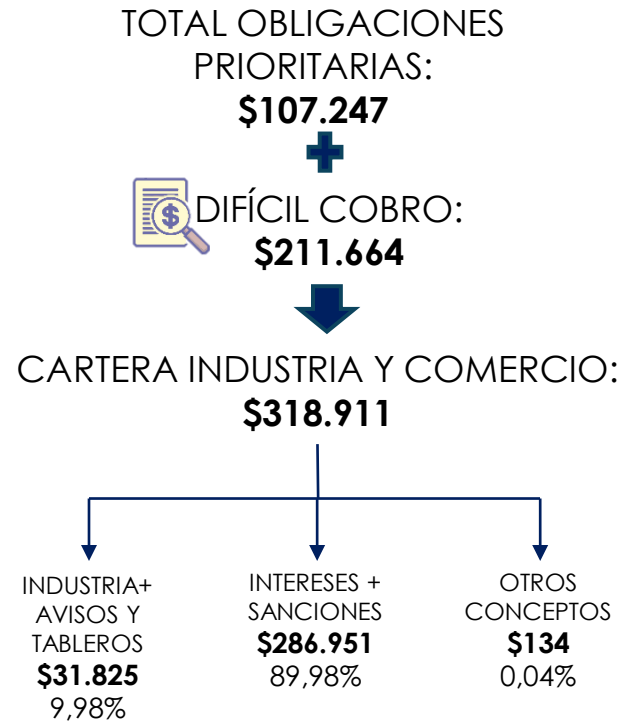 TOTAL OBLIGACIONES
PRIORITARIAS:
$107.247
DIFÍCIL COBRO:
$211.664
CARTERA INDUSTRIA Y COMERCIO:
$318.911
INDUSTRIA+
AVISOS Y
TABLEROS
$31.825
9,98%
INTERESES +
SANCIONES
$286.951
89,98%
OTROS
CONCEPTOS
$134
0,04%